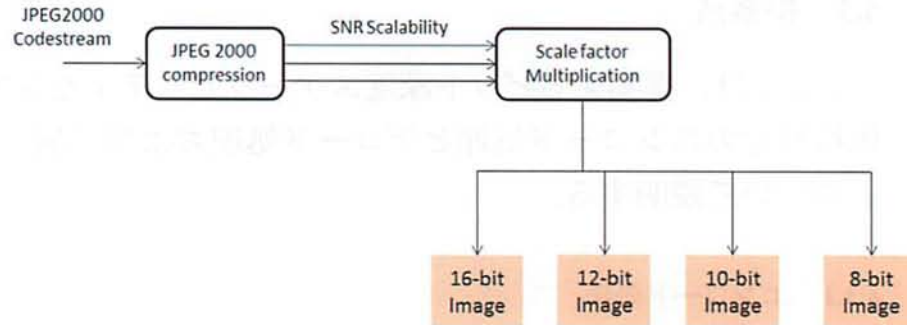 JPEG2000
Codestream
JPEG 2000
compression
SNR Scalability
Scale factor
Multiplication
16-bit
Image
12-bit
Image
10-bit
Image
8-bit
Image